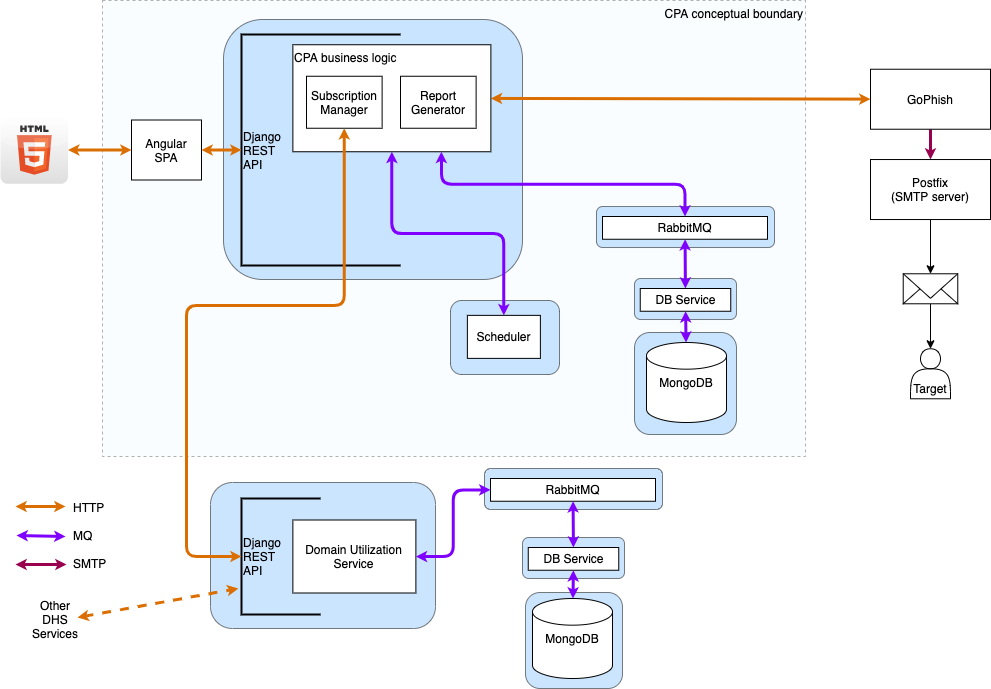 CPA conceptual boundary
CPA business logic
Subscription
Manager
Report
Generator
GoPhish
HTML
5
Angular
SPA
Django
REST
API
Postfix
(SMTP server)
RabbitMQ
DB Service
Scheduler
MongoDB
Target
RabbitMQ
HTTP
MQ
SMTP
Django
REST
API
Domain Utilization
Service
DB Service
Other
DHS
Services
MongoDB